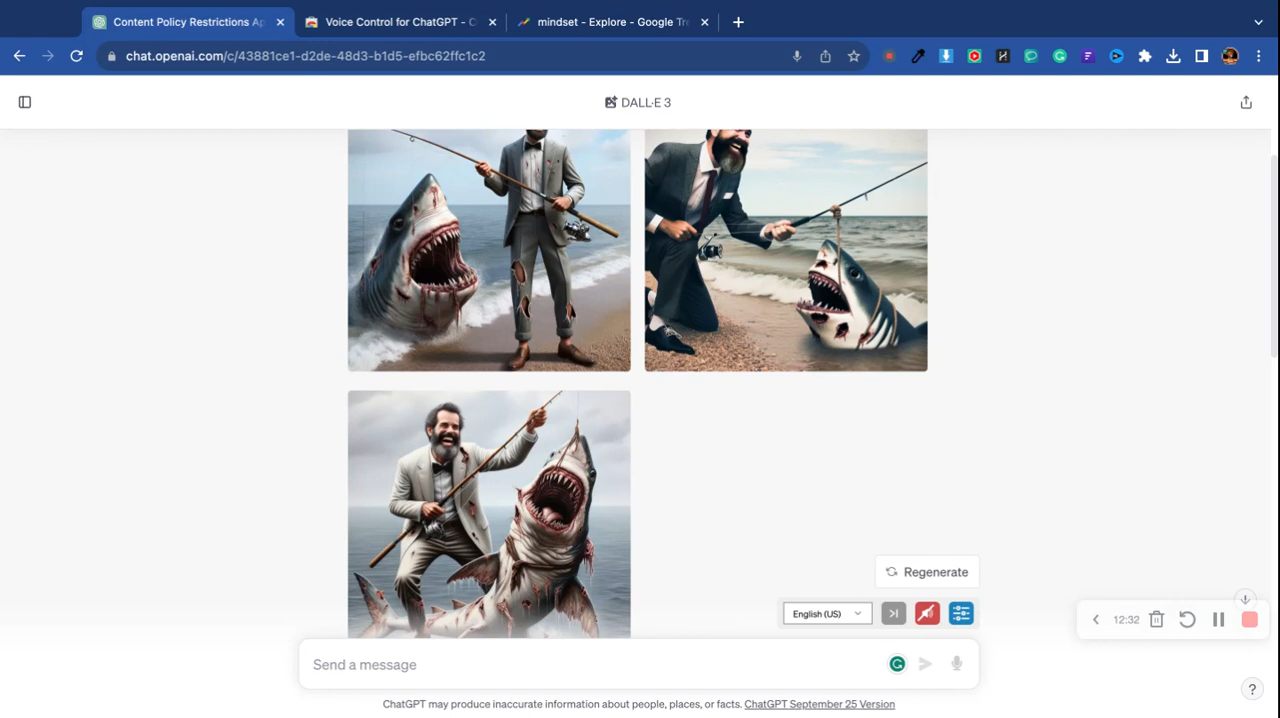 Content Policy Restrictions Ap
Voice Control for ChatGPT - C
mindset - Explore - Google Tre
chat.openai.com/c/43881ce1-d2de-48d3-b1d5-efbc62ffc1c2
DALL·E 3
Regenerate
English (US)
12:32
Send a message
?
ChatGPT may produce inaccurate information about people, places, or facts. ChatGPT September 25 Version